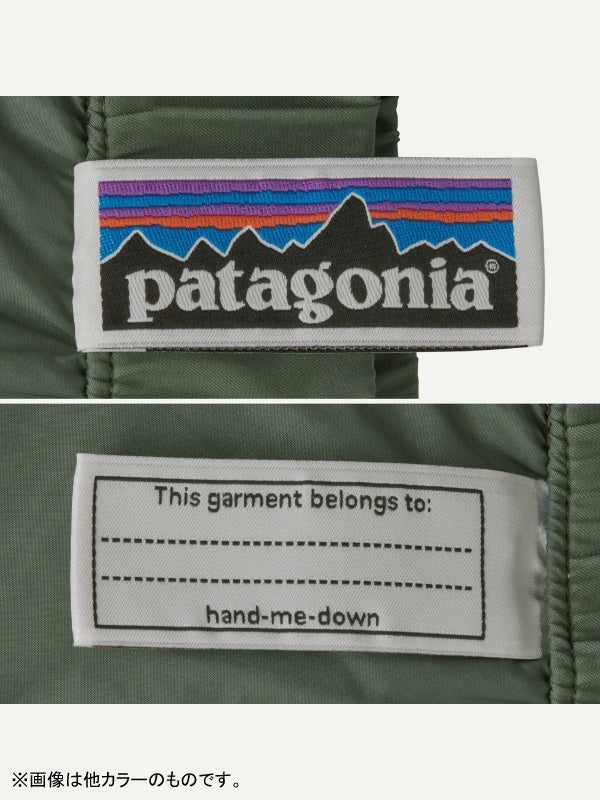 patagonia®
This garment belongs to:
hand-me-down
※画像は他カラーのものです。